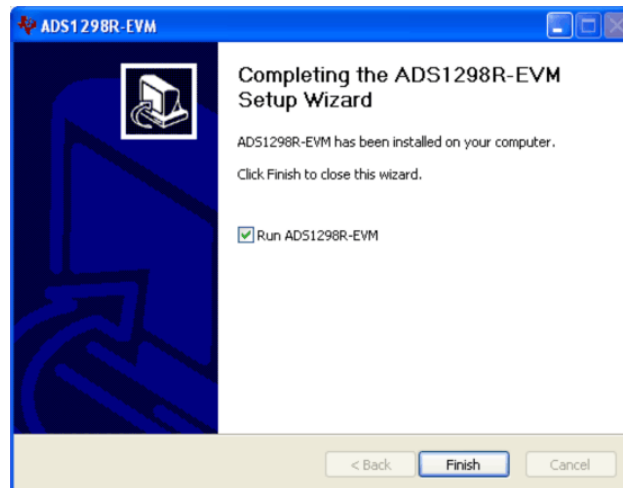 ADS1298R-EVM
Completing the ADS1298R-EVM
Setup Wizard
ADS1298R-EVM has been installed on your computer.
Click Finish to close this wizard.
Run ADS1298R-EVM
< Back
Finish
Cancel